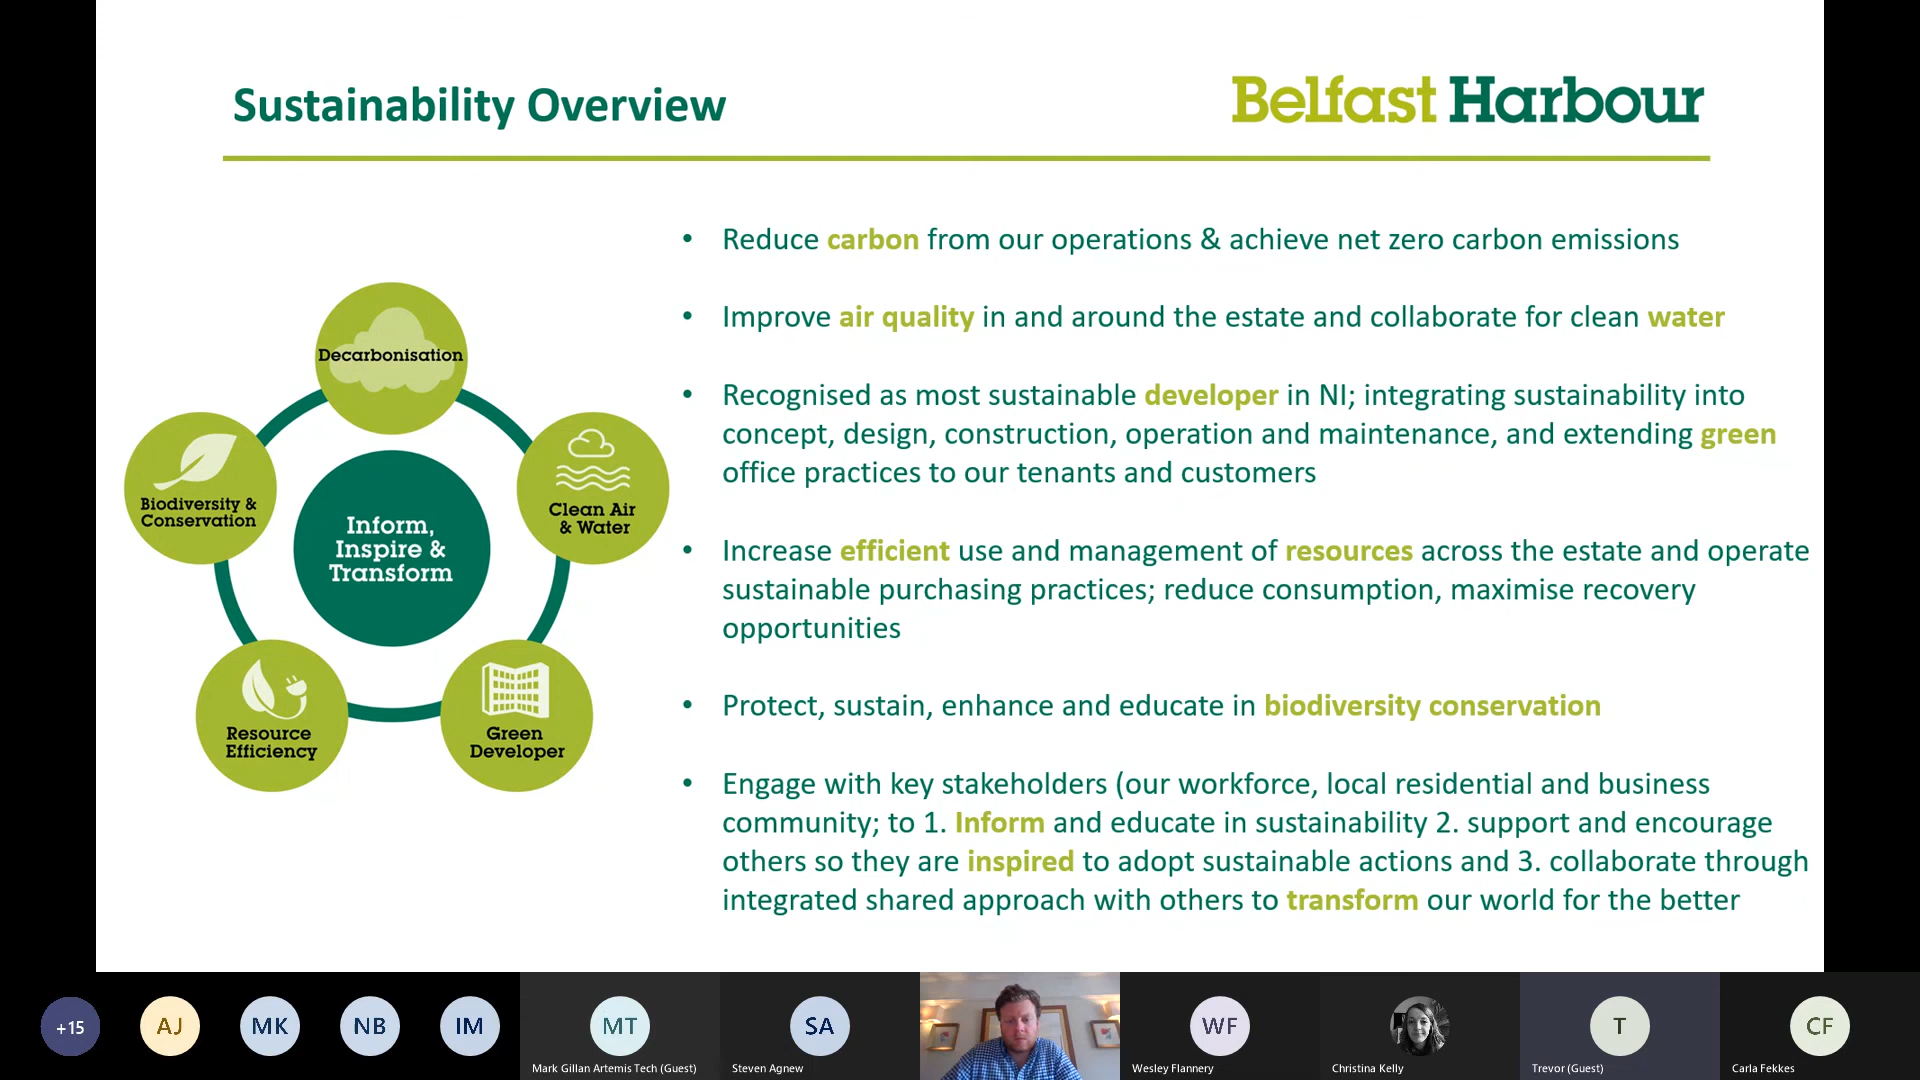 Sustainability Overview
Belfast Harbour
Decarbonisation
Biodiversity &
Conservation
Clean Air
& Water
Inform,
Inspire &
Transform
Resource
Efficiency
Green
Developer
• Reduce carbon from our operations & achieve net zero carbon emissions
• Improve air quality in and around the estate and collaborate for clean water
• Recognised as most sustainable developer in NI; integrating sustainability into
concept, design, construction, operation and maintenance, and extending green
office practices to our tenants and customers
• Increase efficient use and management of resources across the estate and operate
sustainable purchasing practices; reduce consumption, maximise recovery
opportunities
• Protect, sustain, enhance and educate in biodiversity conservation
• Engage with key stakeholders (our workforce, local residential and business
community; to 1. Inform and educate in sustainability 2. support and encourage
others so they are inspired to adopt sustainable actions and 3. collaborate through
integrated shared approach with others to transform our world for the better
+15
AJ
MK
NB
IM
MT
SA
WF
T
CF
Mark Gillan Artemis Tech (Guest)
Steven Agnew
Wesley Flannery
Christina Kelly
Trevor (Guest)
Carla Fekkes